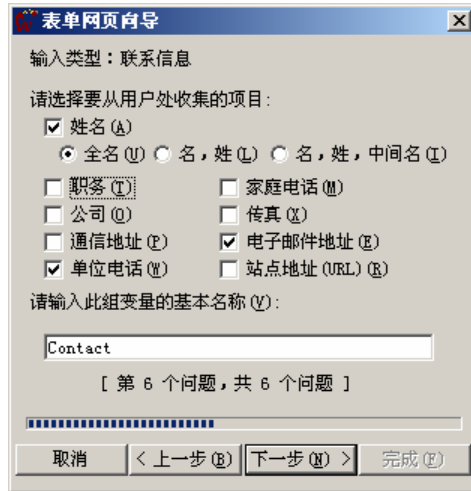 表单网页向导
输入类型：联系信息
请选择要从用户处收集的项目:
姓名(A)
全名(U) 名，姓(L) 名，姓，中间名(I)
职务(T) 家庭电话(M)
公司(O) 传真(X)
通信地址(P) 电子邮件地址(E)
单位电话(W) 站点地址(URL)(R)
请输入此组变量的基本名称(V):
Contact
[ 第 6 个问题，共 6 个问题 ]
取消 < 上一步(B) 下一步(N) > 完成(F)